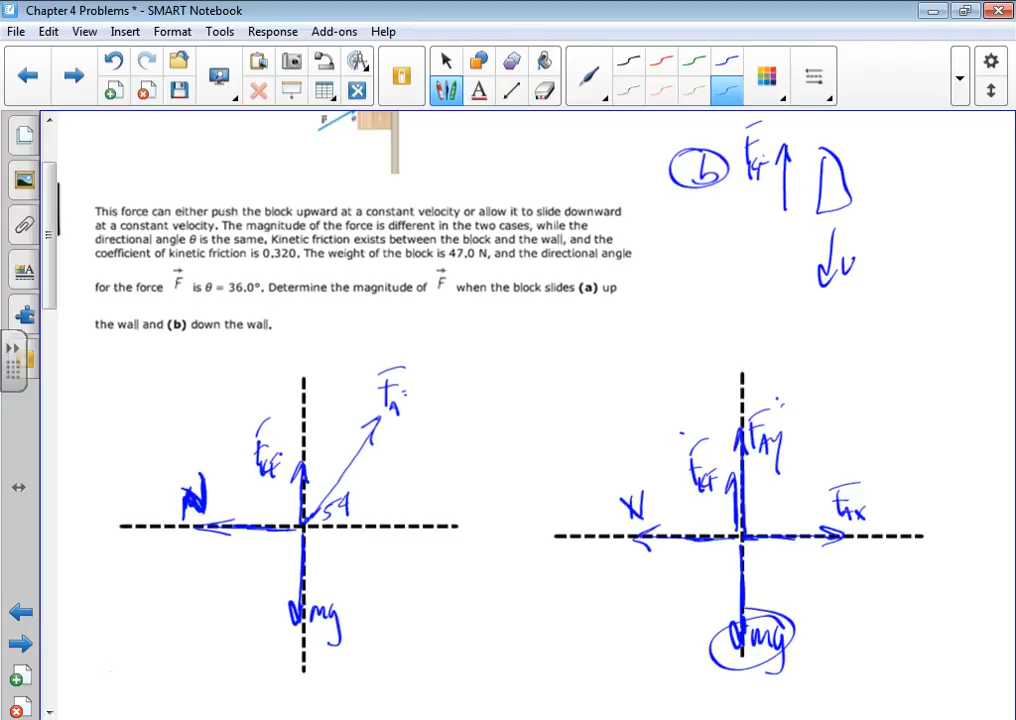 Chapter 4 Problems * - SMART Notebook
File Edit View Insert Format Tools Response Add-ons Help
A
F θ
This force can either push the block upward at a constant velocity or allow it to slide downward
at a constant velocity. The magnitude of the force is different in the two cases, while the
directional angle θ is the same. Kinetic friction exists between the block and the wall, and the
coefficient of kinetic friction is 0.320. The weight of the block is 47.0 N, and the directional angle
for the force F is θ = 36.0°. Determine the magnitude of F when the block slides (a) up
the wall and (b) down the wall.
b FKF
v
FA
FKF
N
54
mg
FAy
FKF
N
FAx
mg